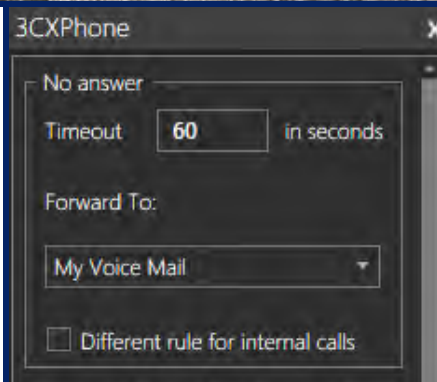 3CXPhone
No answer
Timeout 60 in seconds
Forward To:
My Voice Mail
Different rule for internal calls